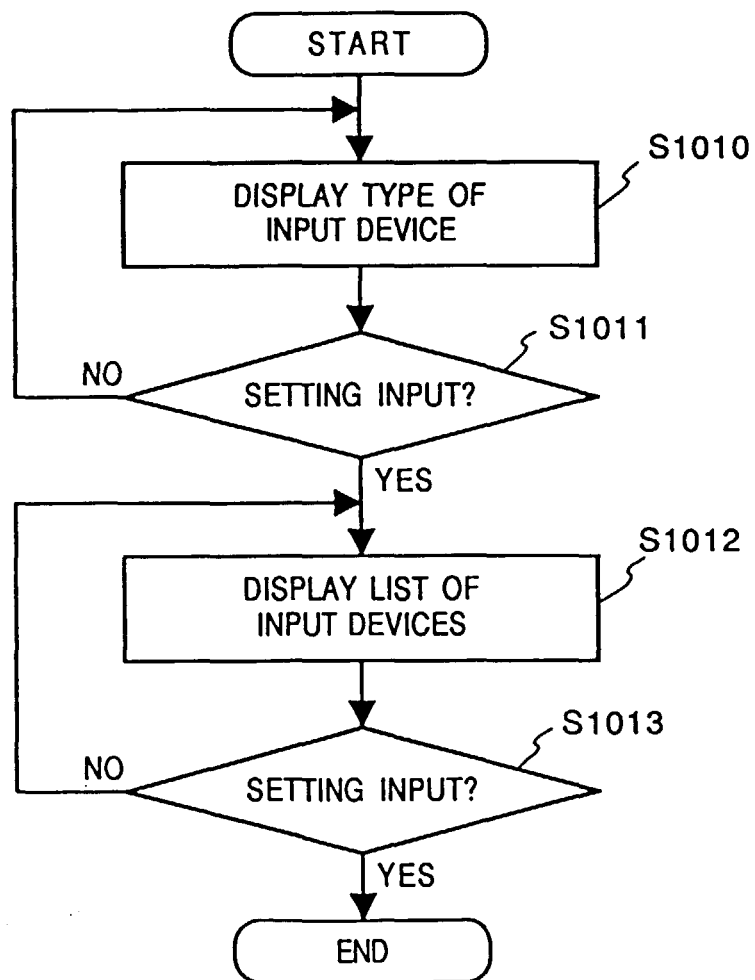 START
S1010
DISPLAY TYPE OF
INPUT DEVICE
S1011
NO
SETTING INPUT?
YES
S1012
DISPLAY LIST OF
INPUT DEVICES
S1013
NO
SETTING INPUT?
YES
END